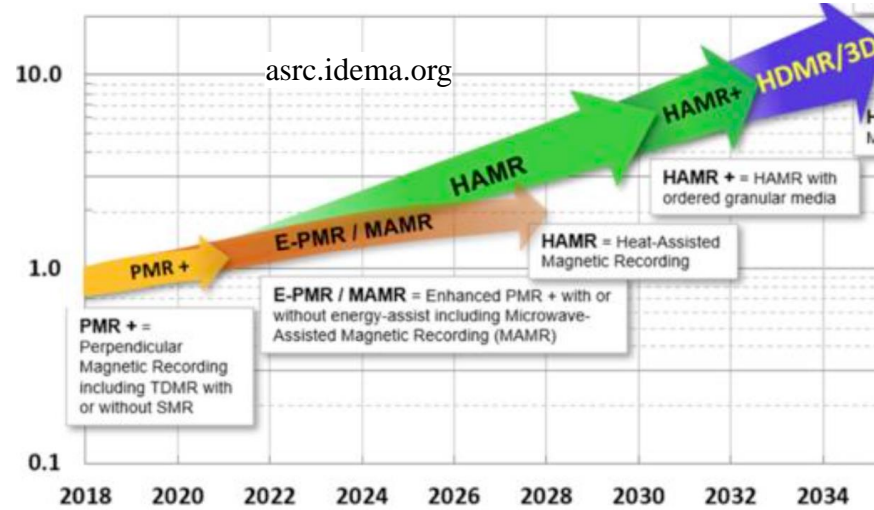 asrc.idema.org
10.0
1.0
0.1
HDMR/3D
HAMR+
HAMR
E-PMR / MAMR
PMR +
HAMR + = HAMR with
ordered granular media
HAMR = Heat-Assisted
Magnetic Recording
E-PMR / MAMR = Enhanced PMR + with or
without energy-assist including Microwave-
Assisted Magnetic Recording (MAMR)
PMR + =
Perpendicular
Magnetic Recording
including TDMR with
or without SMR
2018 2020 2022 2024 2026 2028 2030 2032 2034